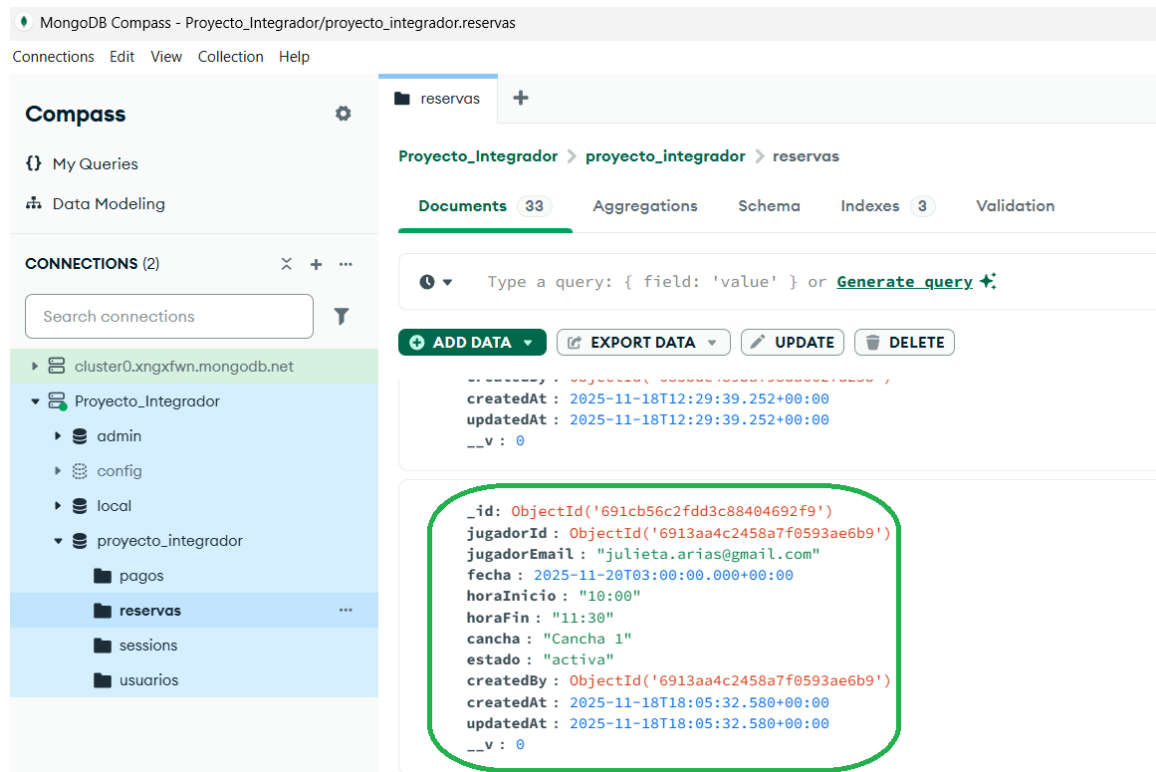 MongoDB Compass - Proyecto_Integrador/proyecto_integrador.reservas
Connections Edit View Collection Help
Compass
{} My Queries
Data Modeling
CONNECTIONS (2)
Search connections
cluster0.xngxfwn.mongodb.net
Proyecto_Integrador
admin
config
local
proyecto_integrador
pagos
reservas
sessions
usuarios
reservas
Proyecto_Integrador > proyecto_integrador > reservas
Documents 33 Aggregations Schema Indexes 3 Validation
Type a query: { field: 'value' } or Generate query
ADD DATA EXPORT DATA UPDATE DELETE
createdBy :
createdAt : 2025-11-18T12:29:39.252+00:00
updatedAt : 2025-11-18T12:29:39.252+00:00
__v : 0
_id: ObjectId('691cb56c2fdd3c88404692f9')
jugadorId : ObjectId('6913aa4c2458a7f0593ae6b9')
jugadorEmail : "julieta.arias@gmail.com"
fecha : 2025-11-20T03:00:00.000+00:00
horaInicio : "10:00"
horaFin : "11:30"
cancha : "Cancha 1"
estado : "activa"
createdBy : ObjectId('6913aa4c2458a7f0593ae6b9')
createdAt : 2025-11-18T18:05:32.580+00:00
updatedAt : 2025-11-18T18:05:32.580+00:00
__v : 0